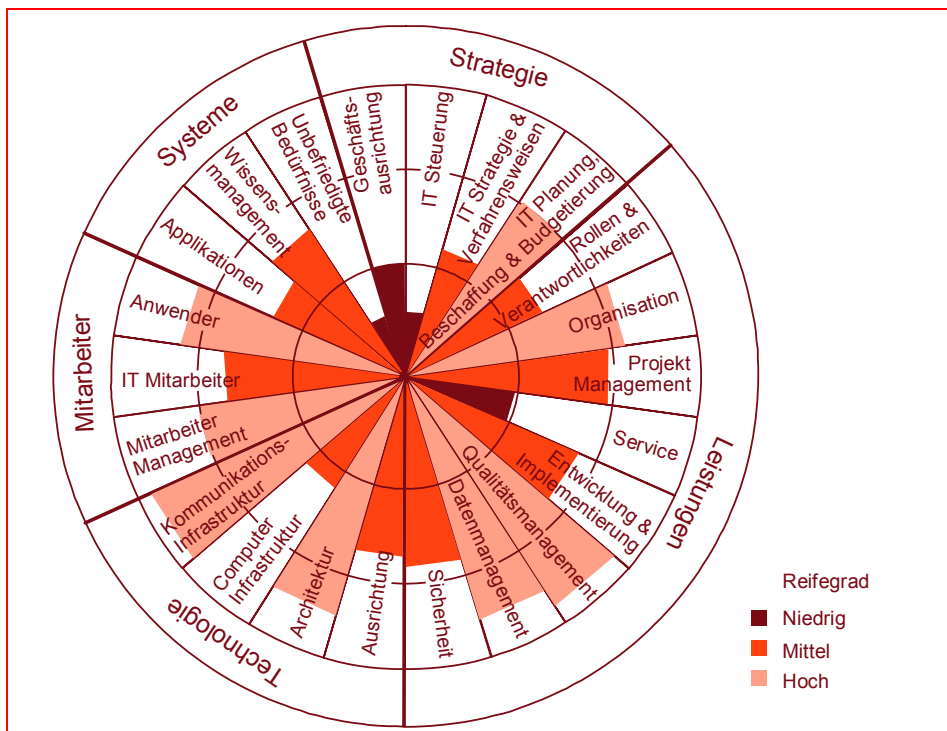 Strategie
Geschäfts-
ausrichtung
IT Steuerung
IT Strategie &
Verfahrensweisen
IT Planung,
Beschaffung & Budgetierung
Leistungen
Rollen &
Verantwortlichkeiten
Organisation
Projekt
Management
Service
Entwicklung &
Implementierung
Qualitätsmanagement
Datenmanagement
Sicherheit
Technologie
Ausrichtung
Architektur
Computer
Infrastruktur
Kommunikations-
Infrastruktur
Mitarbeiter
Mitarbeiter
Management
IT Mitarbeiter
Anwender
Systeme
Applikationen
Wissens-
management
Unbefriedigte
Bedürfnisse
Reifegrad
Niedrig
Mittel
Hoch